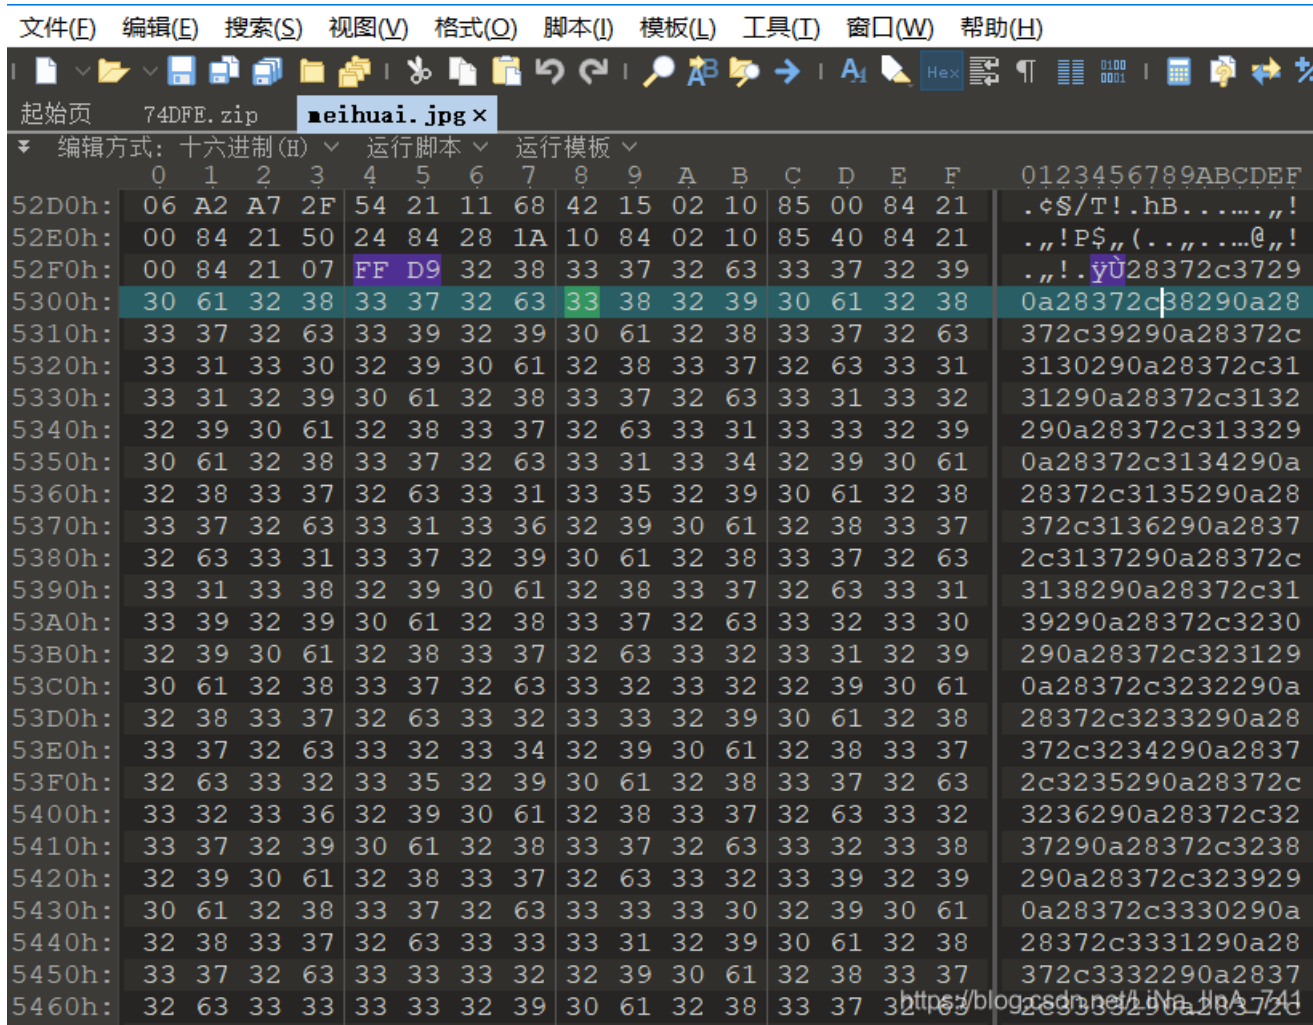 文件(F) 编辑(E) 搜索(S) 视图(V) 格式(O) 脚本(I) 模板(L) 工具(T) 窗口(W) 帮助(H)
Hex
起始页 74DFE.zip meihuai.jpg ×
编辑方式: 十六进制(H) 运行脚本 运行模板
0 1 2 3 4 5 6 7 8 9 A B C D E F 0123456789ABCDEF
52D0h: 06 A2 A7 2F 54 21 11 68 42 15 02 10 85 00 84 21 .¢§/T!.hB...….„!
52E0h: 00 84 21 50 24 84 28 1A 10 84 02 10 85 40 84 21 .„!P$„(..„..…@„!
52F0h: 00 84 21 07 FF D9 32 38 33 37 32 63 33 37 32 39 .„!.ÿÙ28372c3729
5300h: 30 61 32 38 33 37 32 63 33 38 32 39 30 61 32 38 0a28372c38290a28
5310h: 33 37 32 63 33 39 32 39 30 61 32 38 33 37 32 63 372c39290a28372c
5320h: 33 31 33 30 32 39 30 61 32 38 33 37 32 63 33 31 3130290a28372c31
5330h: 33 31 32 39 30 61 32 38 33 37 32 63 33 31 33 32 31290a28372c3132
5340h: 32 39 30 61 32 38 33 37 32 63 33 31 33 33 32 39 290a28372c313329
5350h: 30 61 32 38 33 37 32 63 33 31 33 34 32 39 30 61 0a28372c3134290a
5360h: 32 38 33 37 32 63 33 31 33 35 32 39 30 61 32 38 28372c3135290a28
5370h: 33 37 32 63 33 31 33 36 32 39 30 61 32 38 33 37 372c3136290a2837
5380h: 32 63 33 31 33 37 32 39 30 61 32 38 33 37 32 63 2c3137290a28372c
5390h: 33 31 33 38 32 39 30 61 32 38 33 37 32 63 33 31 3138290a28372c31
53A0h: 33 39 32 39 30 61 32 38 33 37 32 63 33 32 33 30 39290a28372c3230
53B0h: 32 39 30 61 32 38 33 37 32 63 33 32 33 31 32 39 290a28372c323129
53C0h: 30 61 32 38 33 37 32 63 33 32 33 32 32 39 30 61 0a28372c3232290a
53D0h: 32 38 33 37 32 63 33 32 33 33 32 39 30 61 32 38 28372c3233290a28
53E0h: 33 37 32 63 33 32 33 34 32 39 30 61 32 38 33 37 372c3234290a2837
53F0h: 32 63 33 32 33 35 32 39 30 61 32 38 33 37 32 63 2c3235290a28372c
5400h: 33 32 33 36 32 39 30 61 32 38 33 37 32 63 33 32 3236290a28372c32
5410h: 33 37 32 39 30 61 32 38 33 37 32 63 33 32 33 38 37290a28372c3238
5420h: 32 39 30 61 32 38 33 37 32 63 33 32 33 39 32 39 290a28372c323929
5430h: 30 61 32 38 33 37 32 63 33 33 33 30 32 39 30 61 0a28372c3330290a
5440h: 32 38 33 37 32 63 33 33 33 31 32 39 30 61 32 38 28372c3331290a28
5450h: 33 37 32 63 33 33 33 32 32 39 30 61 32 38 33 37 372c3332290a2837
5460h: 32 63 33 33 33 33 32 39 30 61 32 38 33 37 32 63 2c3333290a28372c
https://blog.csdn.net/LiNa_lInA_741